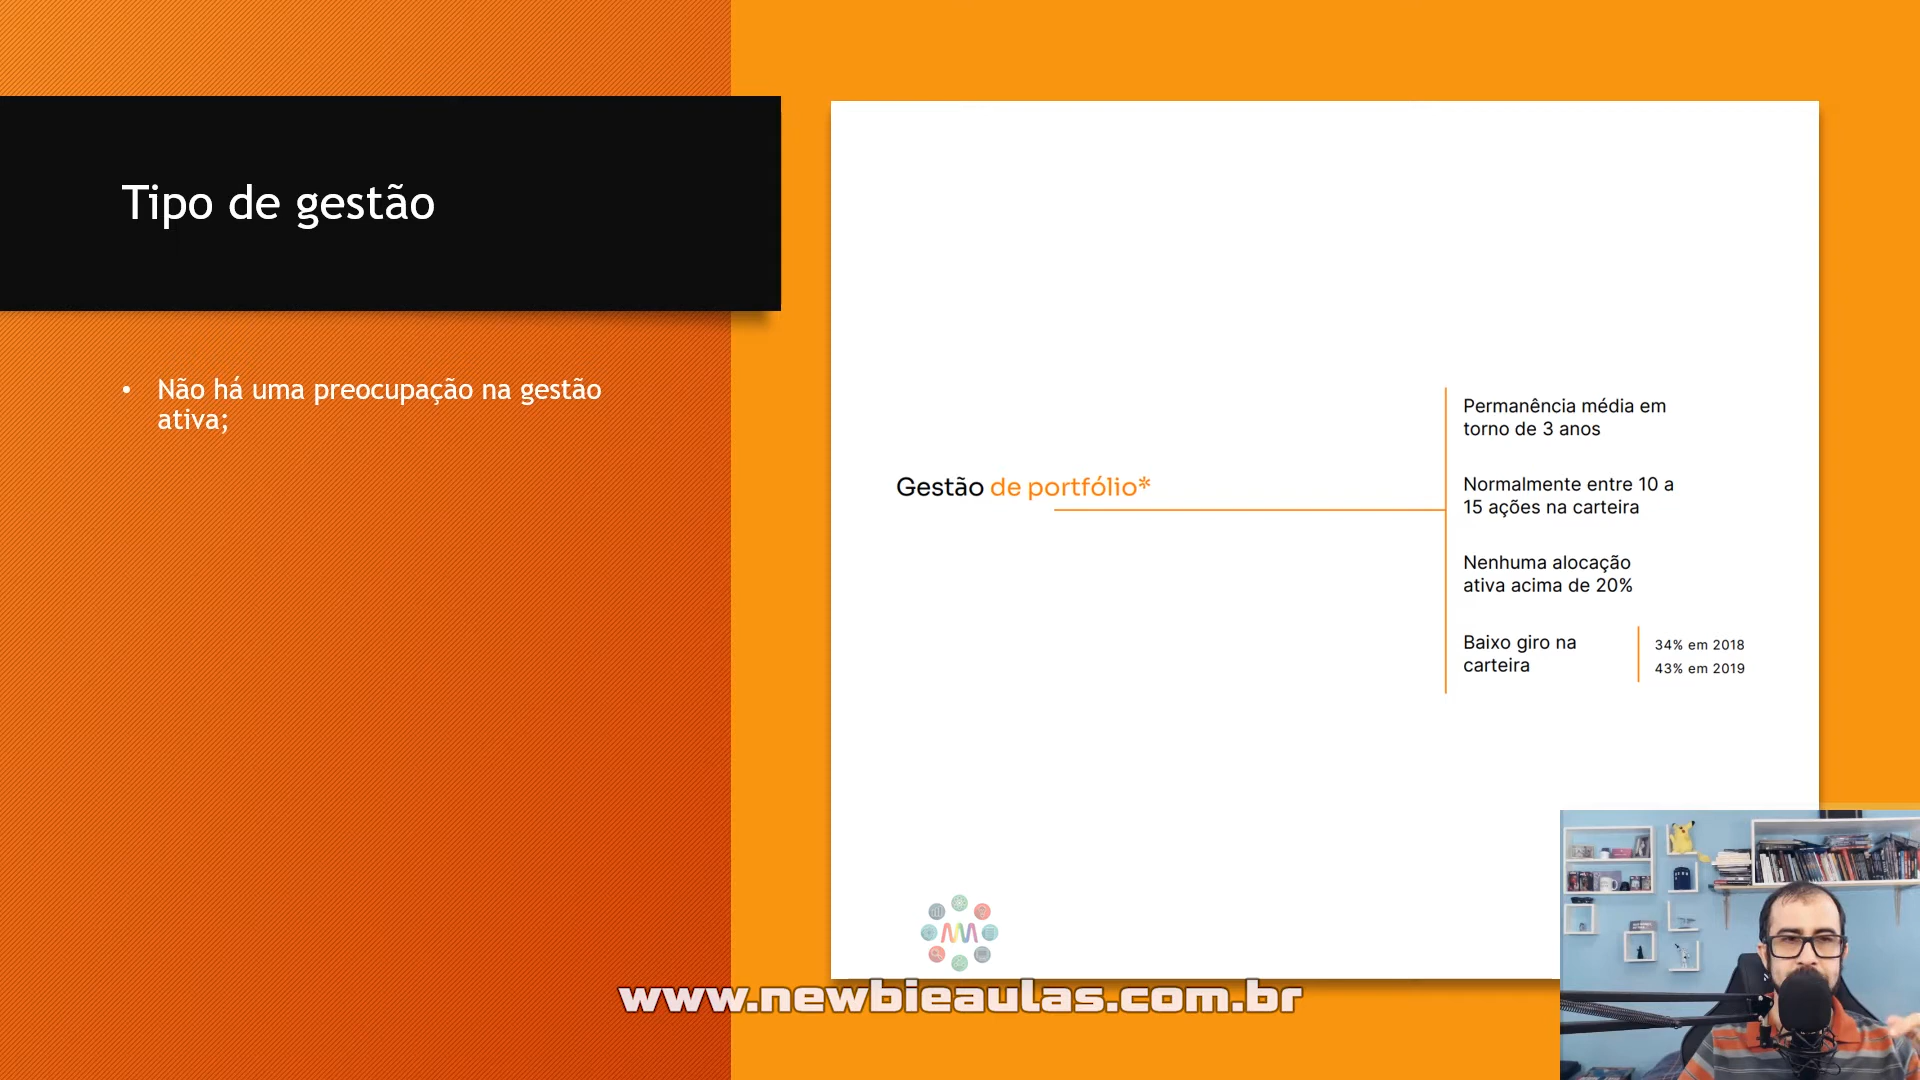 Tipo de gestão
• Não há uma preocupação na gestão
ativa;
Gestão de portfólio*
Permanência média em
torno de 3 anos
Normalmente entre 10 a
15 ações na carteira
Nenhuma alocação
ativa acima de 20%
Baixo giro na
carteira
34% em 2018
43% em 2019
www.newbieaulas.com.br